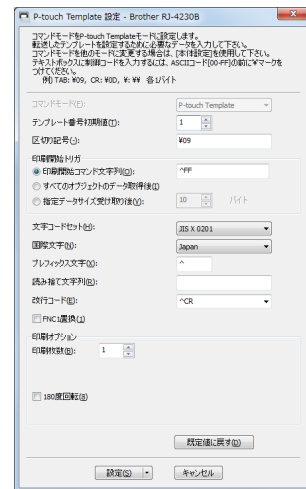 P-touch Template 設定 - Brother RJ-4230B
コマンドモードをP-touch Templateモードに設定します。
転送したテンプレートを設定するために必要なデータを入力して下さい。
コマンドモードを他のモードに変更する場合は、[本体設定]を使用して下さい。
テキストボックスに制御コードを入力するには、ASCIIコード[00-FF]の前に¥マークを
つけてください。
例) TAB: ¥09, CR: ¥0D, ¥: ¥¥ 各1バイト
コマンドモード(E): P-touch Template
テンプレート番号初期値(T): 1
区切り記号(-): ¥09
印刷開始トリガ
印刷開始コマンド文字列(O): ^FF
すべてのオブジェクトのデータ取得後(I)
指定データサイズ受け取り後(V): 10 バイト
文字コードセット(H): JIS X 0201
国際文字(N): Japan
プレフィックス文字(X): ^
読み捨て文字列(R):
改行コード(E): ^CR
FNC1置換(1)
印刷オプション
印刷枚数(B): 1
180度回転(8)
既定値に戻す(D)
設定(S) キャンセル